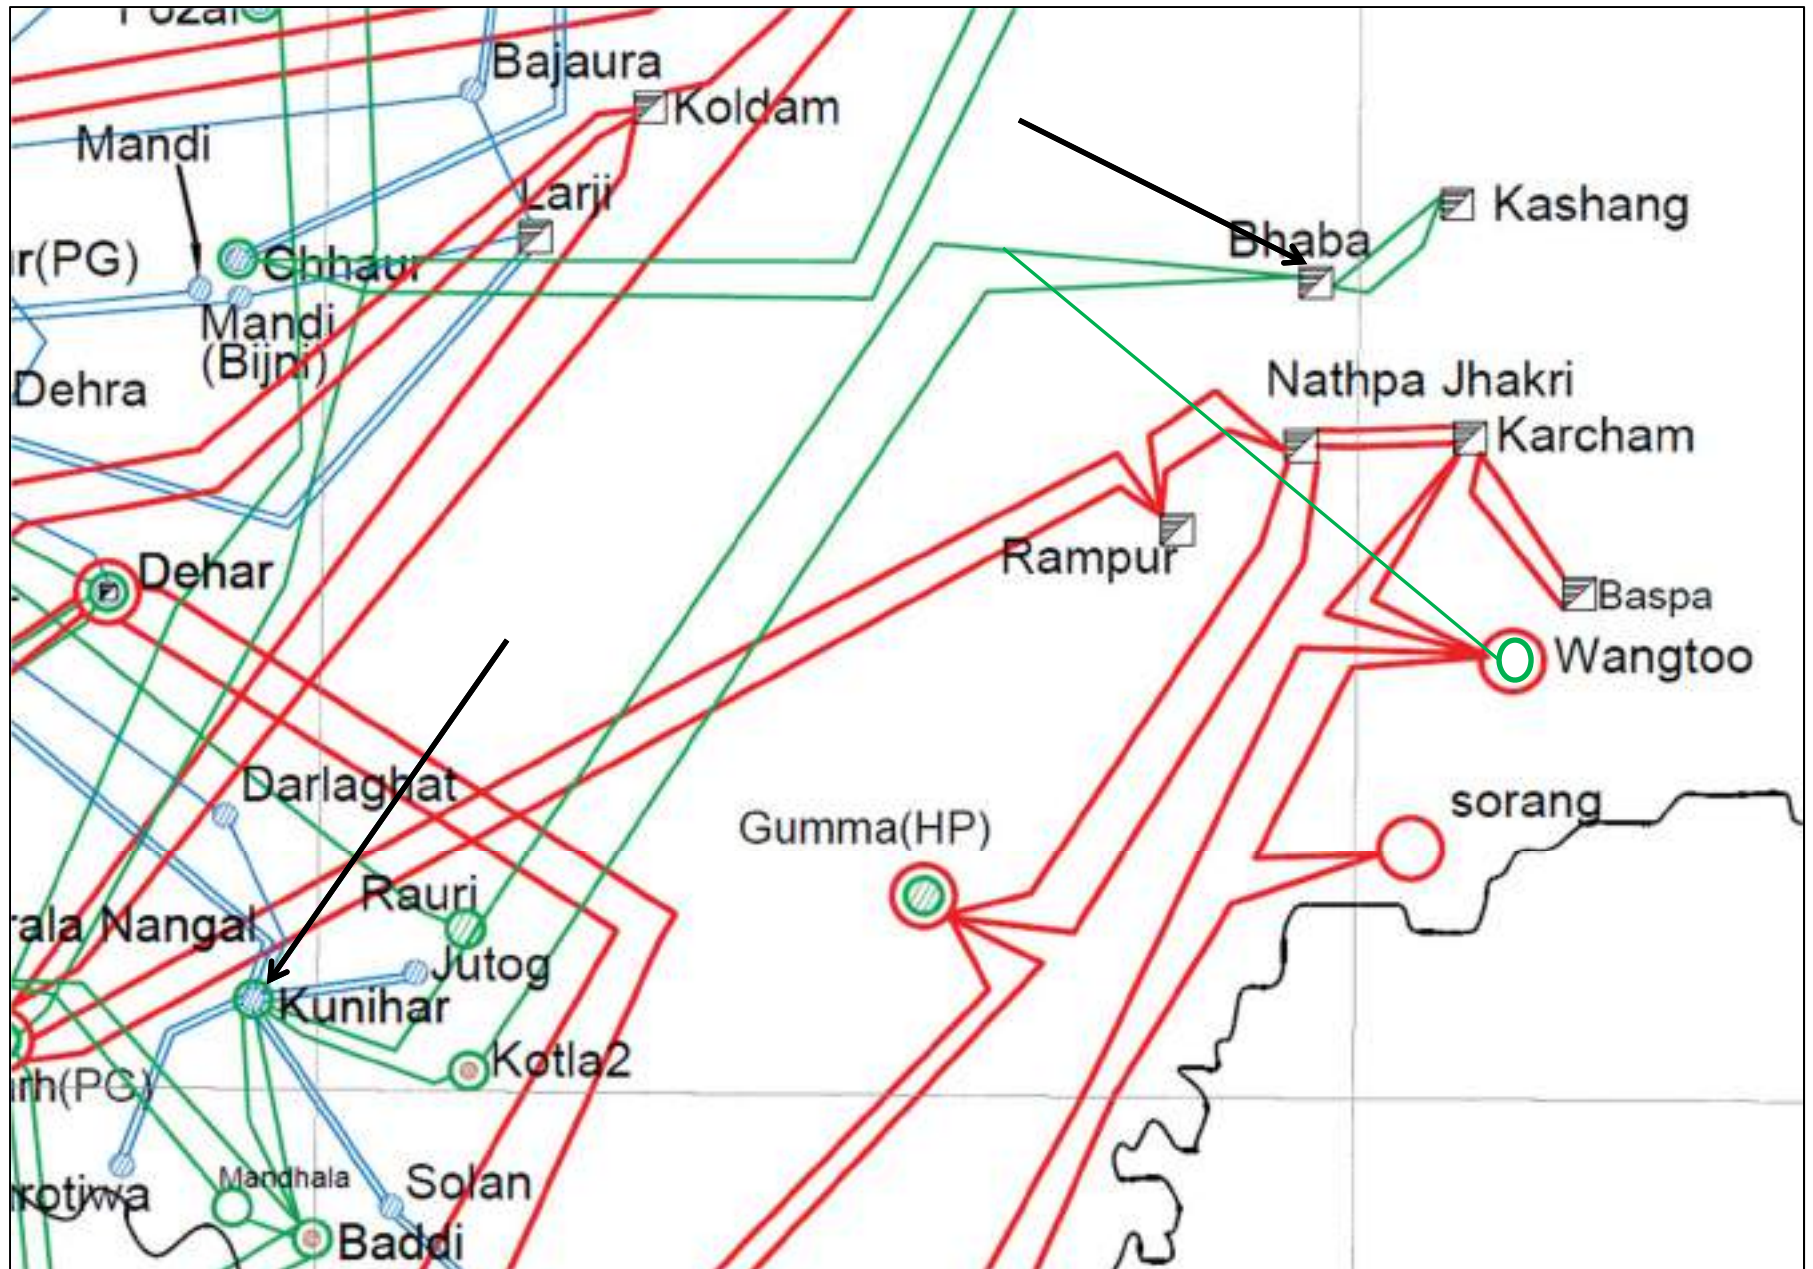 Bajaura
Koldam
Mandi
Larji
Kashang
Bhaba
r(PG)
Chhaur
Mandi
(Bijni)
Dehra
Nathpa Jhakri
Karcham
Rampur
Dehar
Baspa
Wangtoo
Darlaghat
sorang
Gumma(HP)
Rauri
rala Nangal
Jutog
Kunihar
Kotla2
arh(PG)
Mandhala
Solan
rotiwa
Baddi